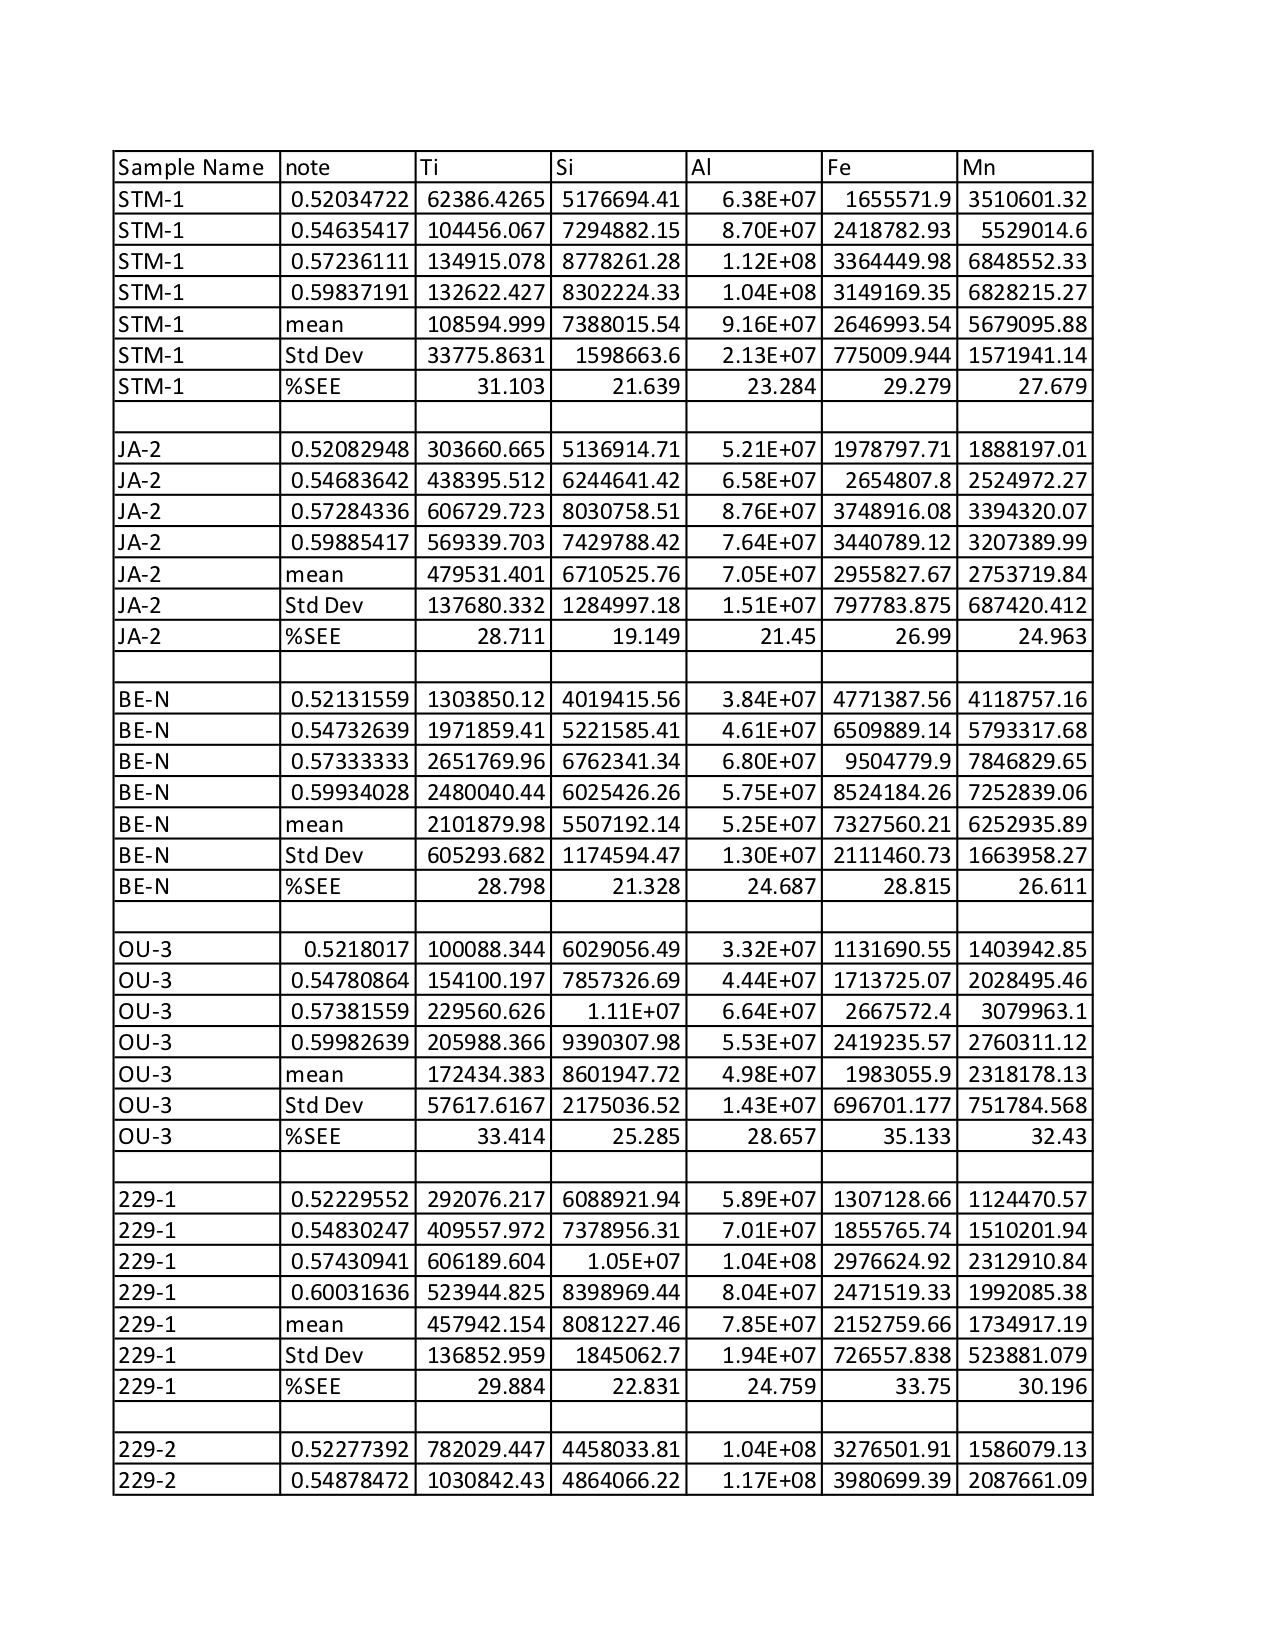 Sample Name note Ti Si Al Fe Mn
STM-1 0.52034722 62386.4265 5176694.41 6.38E+07 1655571.9 3510601.32
STM-1 0.54635417 104456.067 7294882.15 8.70E+07 2418782.93 5529014.6
STM-1 0.57236111 134915.078 8778261.28 1.12E+08 3364449.98 6848552.33
STM-1 0.59837191 132622.427 8302224.33 1.04E+08 3149169.35 6828215.27
STM-1 mean 108594.999 7388015.54 9.16E+07 2646993.54 5679095.88
STM-1 Std Dev 33775.8631 1598663.6 2.13E+07 775009.944 1571941.14
STM-1 %SEE 31.103 21.639 23.284 29.279 27.679
JA-2 0.52082948 303660.665 5136914.71 5.21E+07 1978797.71 1888197.01
JA-2 0.54683642 438395.512 6244641.42 6.58E+07 2654807.8 2524972.27
JA-2 0.57284336 606729.723 8030758.51 8.76E+07 3748916.08 3394320.07
JA-2 0.59885417 569339.703 7429788.42 7.64E+07 3440789.12 3207389.99
JA-2 mean 479531.401 6710525.76 7.05E+07 2955827.67 2753719.84
JA-2 Std Dev 137680.332 1284997.18 1.51E+07 797783.875 687420.412
JA-2 %SEE 28.711 19.149 21.45 26.99 24.963
BE-N 0.52131559 1303850.12 4019415.56 3.84E+07 4771387.56 4118757.16
BE-N 0.54732639 1971859.41 5221585.41 4.61E+07 6509889.14 5793317.68
BE-N 0.57333333 2651769.96 6762341.34 6.80E+07 9504779.9 7846829.65
BE-N 0.59934028 2480040.44 6025426.26 5.75E+07 8524184.26 7252839.06
BE-N mean 2101879.98 5507192.14 5.25E+07 7327560.21 6252935.89
BE-N Std Dev 605293.682 1174594.47 1.30E+07 2111460.73 1663958.27
BE-N %SEE 28.798 21.328 24.687 28.815 26.611
OU-3 0.5218017 100088.344 6029056.49 3.32E+07 1131690.55 1403942.85
OU-3 0.54780864 154100.197 7857326.69 4.44E+07 1713725.07 2028495.46
OU-3 0.57381559 229560.626 1.11E+07 6.64E+07 2667572.4 3079963.1
OU-3 0.59982639 205988.366 9390307.98 5.53E+07 2419235.57 2760311.12
OU-3 mean 172434.383 8601947.72 4.98E+07 1983055.9 2318178.13
OU-3 Std Dev 57617.6167 2175036.52 1.43E+07 696701.177 751784.568
OU-3 %SEE 33.414 25.285 28.657 35.133 32.43
229-1 0.52229552 292076.217 6088921.94 5.89E+07 1307128.66 1124470.57
229-1 0.54830247 409557.972 7378956.31 7.01E+07 1855765.74 1510201.94
229-1 0.57430941 606189.604 1.05E+07 1.04E+08 2976624.92 2312910.84
229-1 0.60031636 523944.825 8398969.44 8.04E+07 2471519.33 1992085.38
229-1 mean 457942.154 8081227.46 7.85E+07 2152759.66 1734917.19
229-1 Std Dev 136852.959 1845062.7 1.94E+07 726557.838 523881.079
229-1 %SEE 29.884 22.831 24.759 33.75 30.196
229-2 0.52277392 782029.447 4458033.81 1.04E+08 3276501.91 1586079.13
229-2 0.54878472 1030842.43 4864066.22 1.17E+08 3980699.39 2087661.09